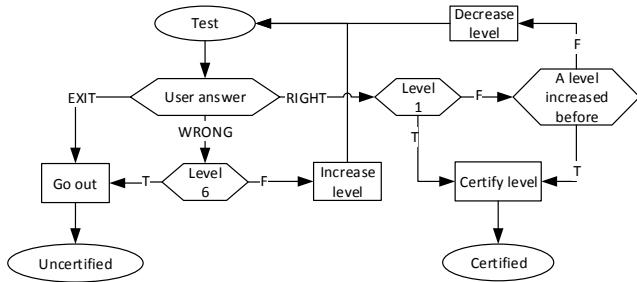 Test
Decrease
level
F
EXIT
User answer
RIGHT
Level
1
F
A level
increased
before
WRONG
T
T
Go out
T
Level
6
F
Increase
level
Certify level
Uncertified
Certified